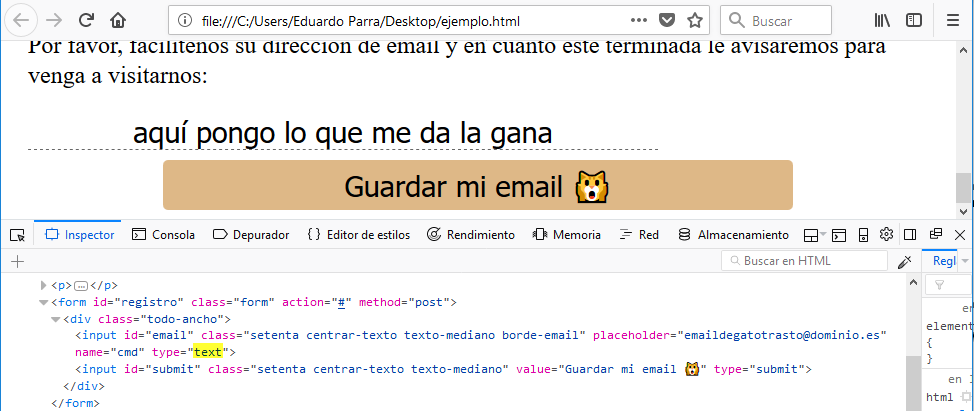 file:///C:/Users/Eduardo Parra/Desktop/ejemplo.html
Buscar
Por favor, facilítenos su dirección de email y en cuanto esté terminada le avisaremos para
venga a visitarnos:
aquí pongo lo que me da la gana
Guardar mi email 🙀
Inspector Consola Depurador {} Editor de estilos Rendimiento Memoria Red Almacenamiento
+ Buscar en HTML Regl
<p>…</p>
<form id="registro" class="form" action="#" method="post">
<div class="todo-ancho">
<input id="email" class="setenta centrar-texto texto-mediano borde-email" placeholder="emaildegatotrasto@dominio.es"
name="cmd" type="text">
<input id="submit" class="setenta centrar-texto texto-mediano" value="Guardar mi email 🙀" type="submit">
</div>
</form>
en
element
{
}
en 1
html
{